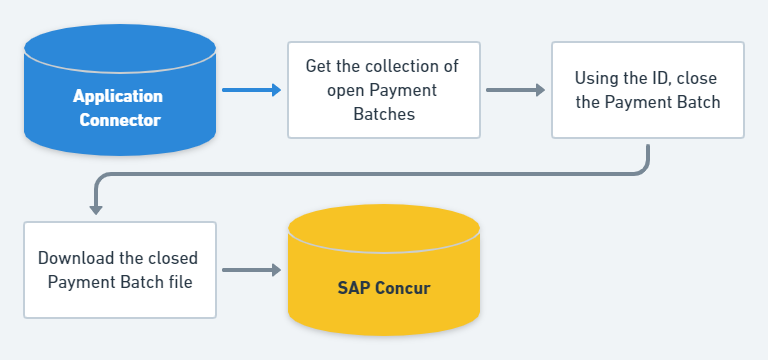 Application
Connector
Get the collection of
open Payment
Batches
Using the ID, close
the Payment Batch
Download the closed
Payment Batch file
SAP Concur